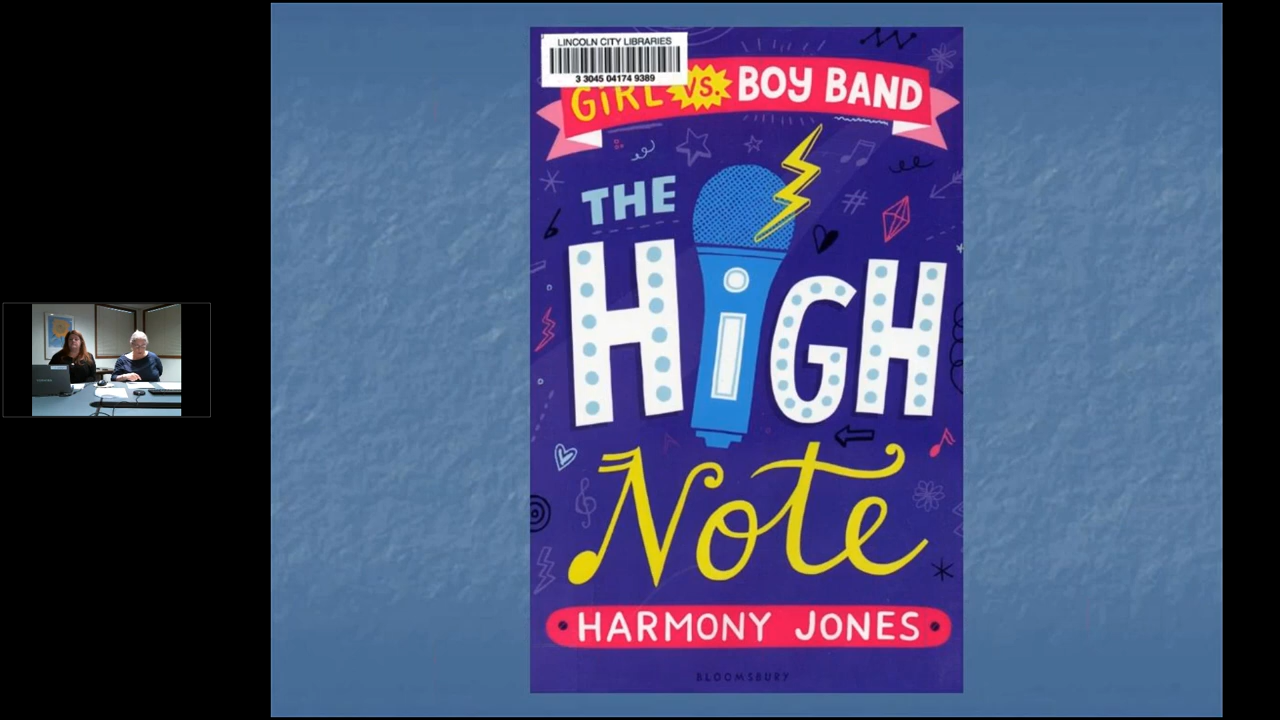 LINCOLN CITY LIBRARIES
3 3045 04174 9389
GiRL VS. BOY BAND
THE
HiGH
Note
HARMONY JONES
BLOOMSBURY